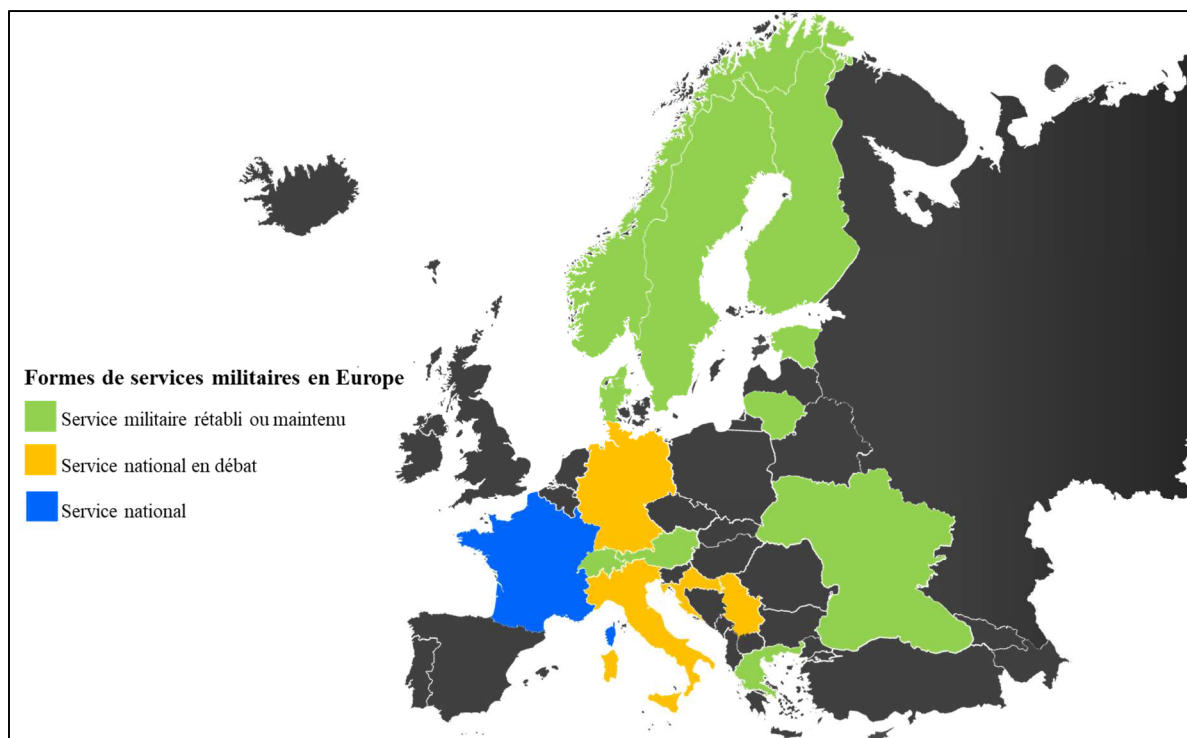 Formes de services militaires en Europe
Service militaire rétabli ou maintenu
Service national en débat
Service national